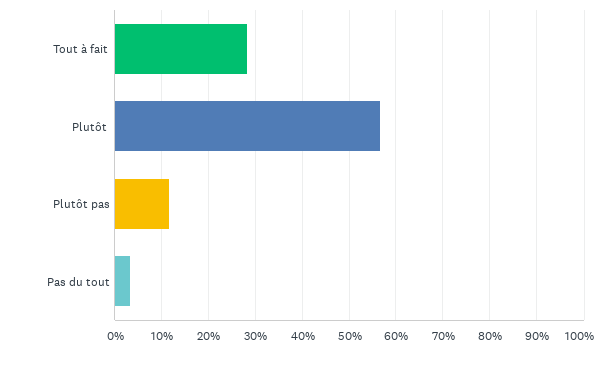 Tout à fait
Plutôt
Plutôt pas
Pas du tout
0% 10% 20% 30% 40% 50% 60% 70% 80% 90% 100%